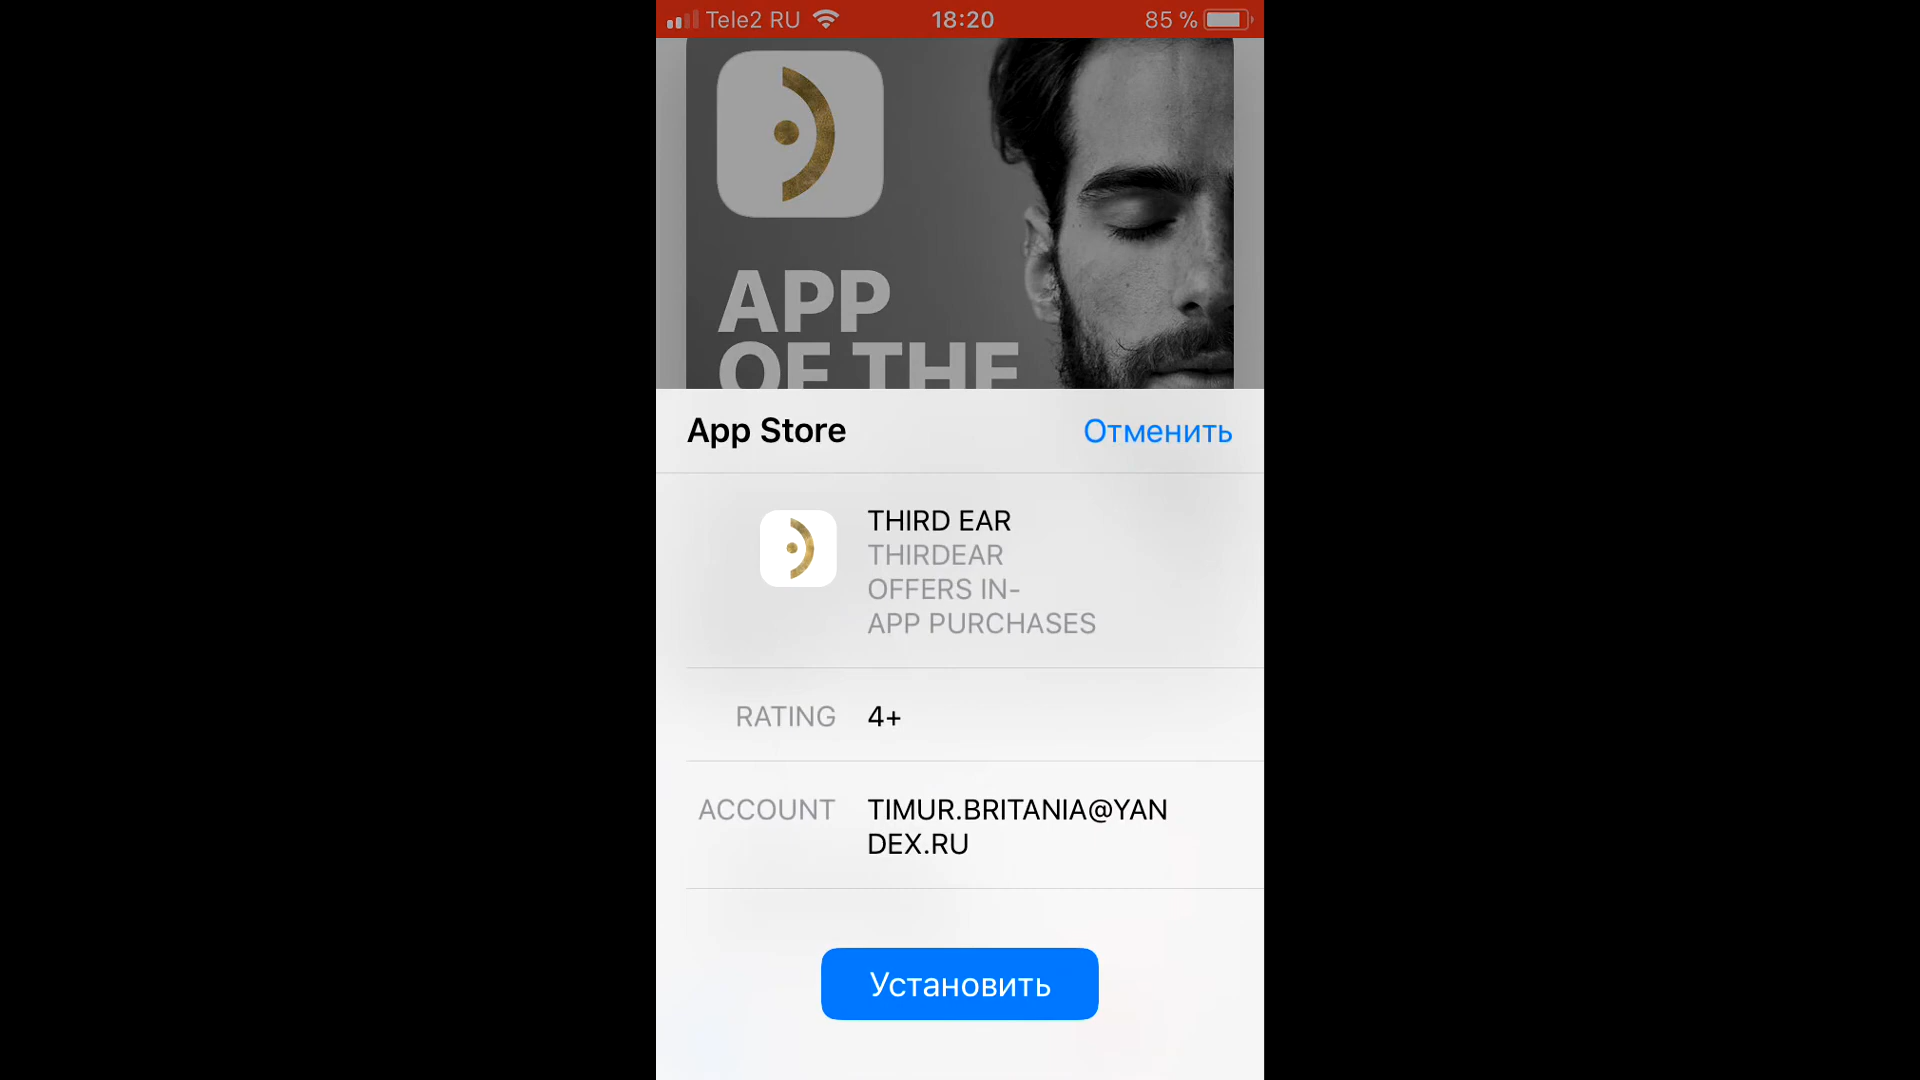 Tele2 RU 18:20 85 %
APP
OF THE
App Store Отменить
THIRD EAR
THIRDEAR
OFFERS IN-
APP PURCHASES
RATING 4+
ACCOUNT TIMUR.BRITANIA@YAN
DEX.RU
Установить